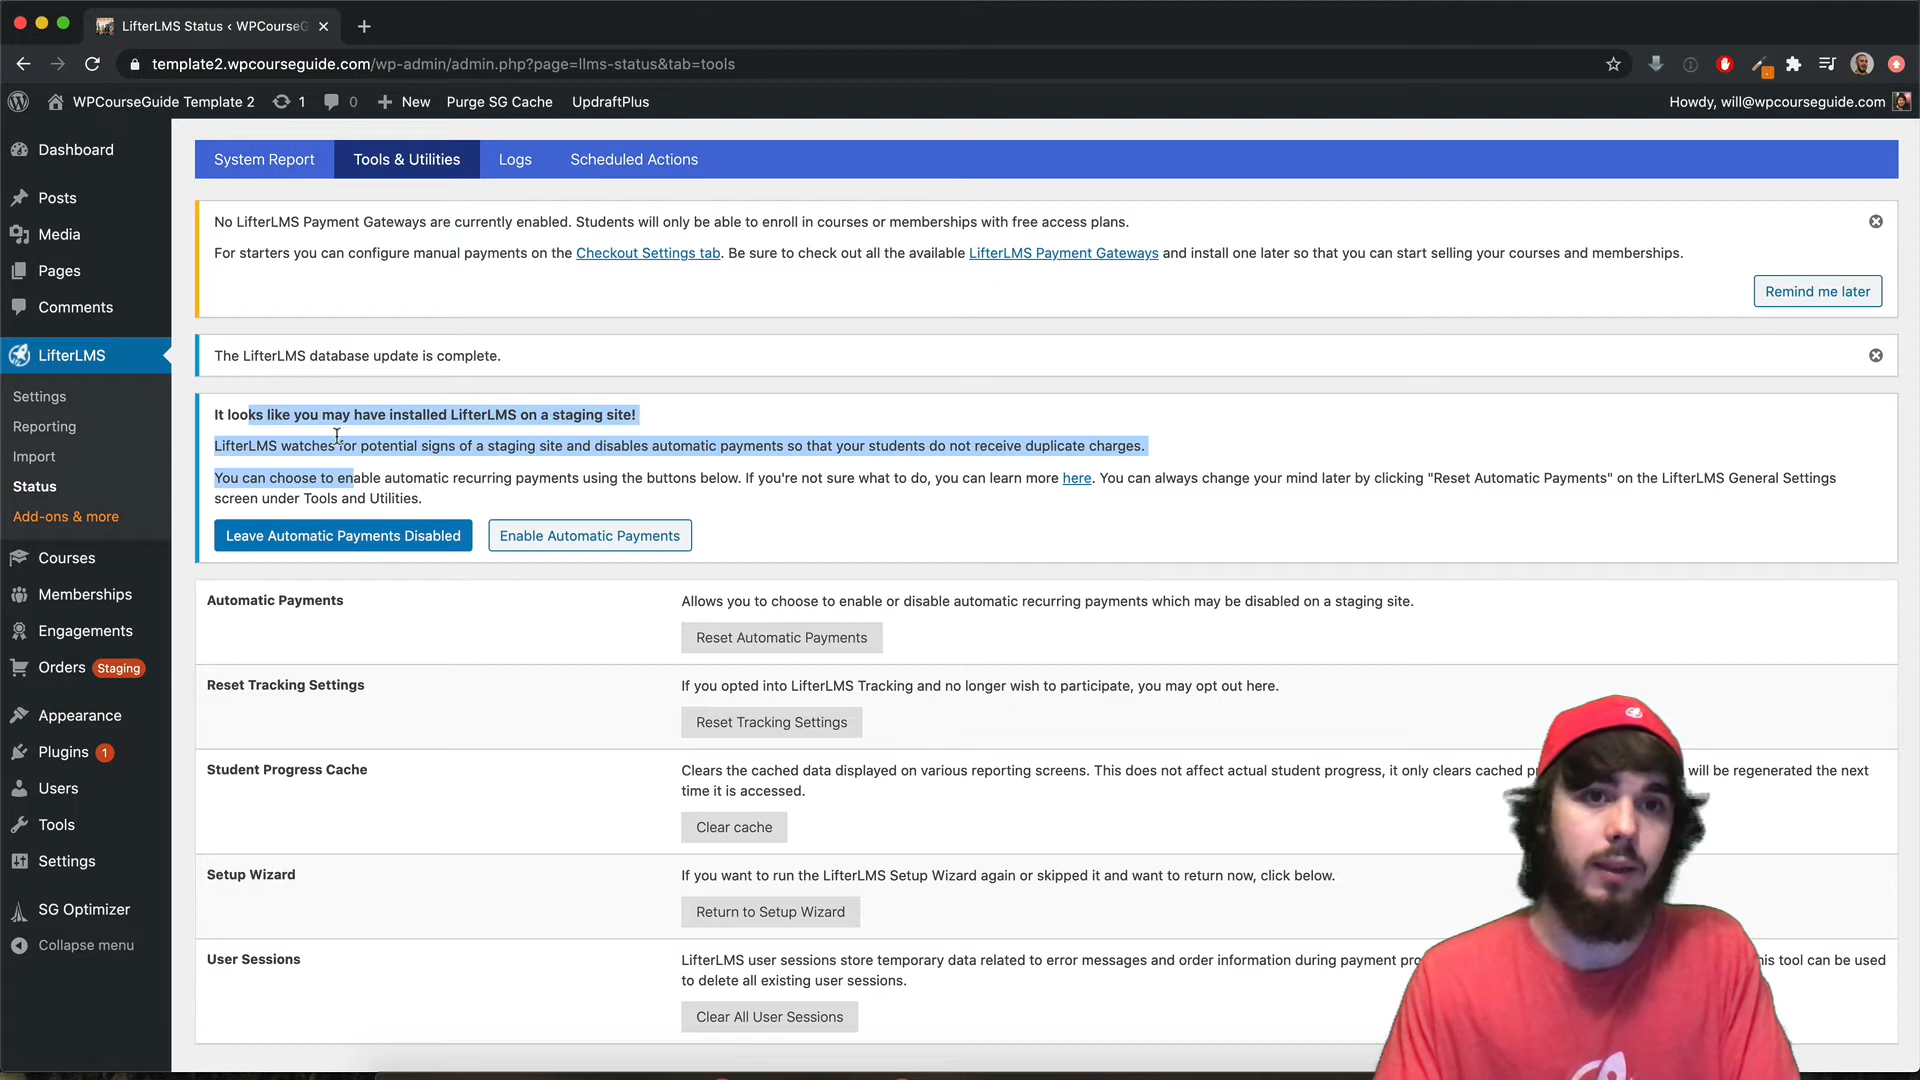 LifterLMS Status ‹ WPCourseG
template2.wpcourseguide.com/wp-admin/admin.php?page=llms-status&tab=tools
WPCourseGuide Template 2 1 0 New Purge SG Cache UpdraftPlus Howdy, will@wpcourseguide.com
Dashboard
Posts
Media
Pages
Comments
LifterLMS
Settings
Reporting
Import
Status
Add-ons & more
Courses
Memberships
Engagements
Orders Staging
Appearance
Plugins 1
Users
Tools
Settings
SG Optimizer
Collapse menu
System Report Tools & Utilities Logs Scheduled Actions
No LifterLMS Payment Gateways are currently enabled. Students will only be able to enroll in courses or memberships with free access plans.
For starters you can configure manual payments on the Checkout Settings tab. Be sure to check out all the available LifterLMS Payment Gateways and install one later so that you can start selling your courses and memberships.
Remind me later
The LifterLMS database update is complete.
It looks like you may have installed LifterLMS on a staging site!
LifterLMS watches for potential signs of a staging site and disables automatic payments so that your students do not receive duplicate charges.
You can choose to enable automatic recurring payments using the buttons below. If you're not sure what to do, you can learn more here. You can always change your mind later by clicking "Reset Automatic Payments" on the LifterLMS General Settings
screen under Tools and Utilities.
Leave Automatic Payments Disabled Enable Automatic Payments
Automatic Payments
Allows you to choose to enable or disable automatic recurring payments which may be disabled on a staging site.
Reset Automatic Payments
Reset Tracking Settings
If you opted into LifterLMS Tracking and no longer wish to participate, you may opt out here.
Reset Tracking Settings
Student Progress Cache
Clears the cached data displayed on various reporting screens. This does not affect actual student progress, it only clears cached will be regenerated the next
time it is accessed.
Clear cache
Setup Wizard
If you want to run the LifterLMS Setup Wizard again or skipped it and want to return now, click below.
Return to Setup Wizard
User Sessions
LifterLMS user sessions store temporary data related to error messages and order information during payment tool can be used
to delete all existing user sessions.
Clear All User Sessions